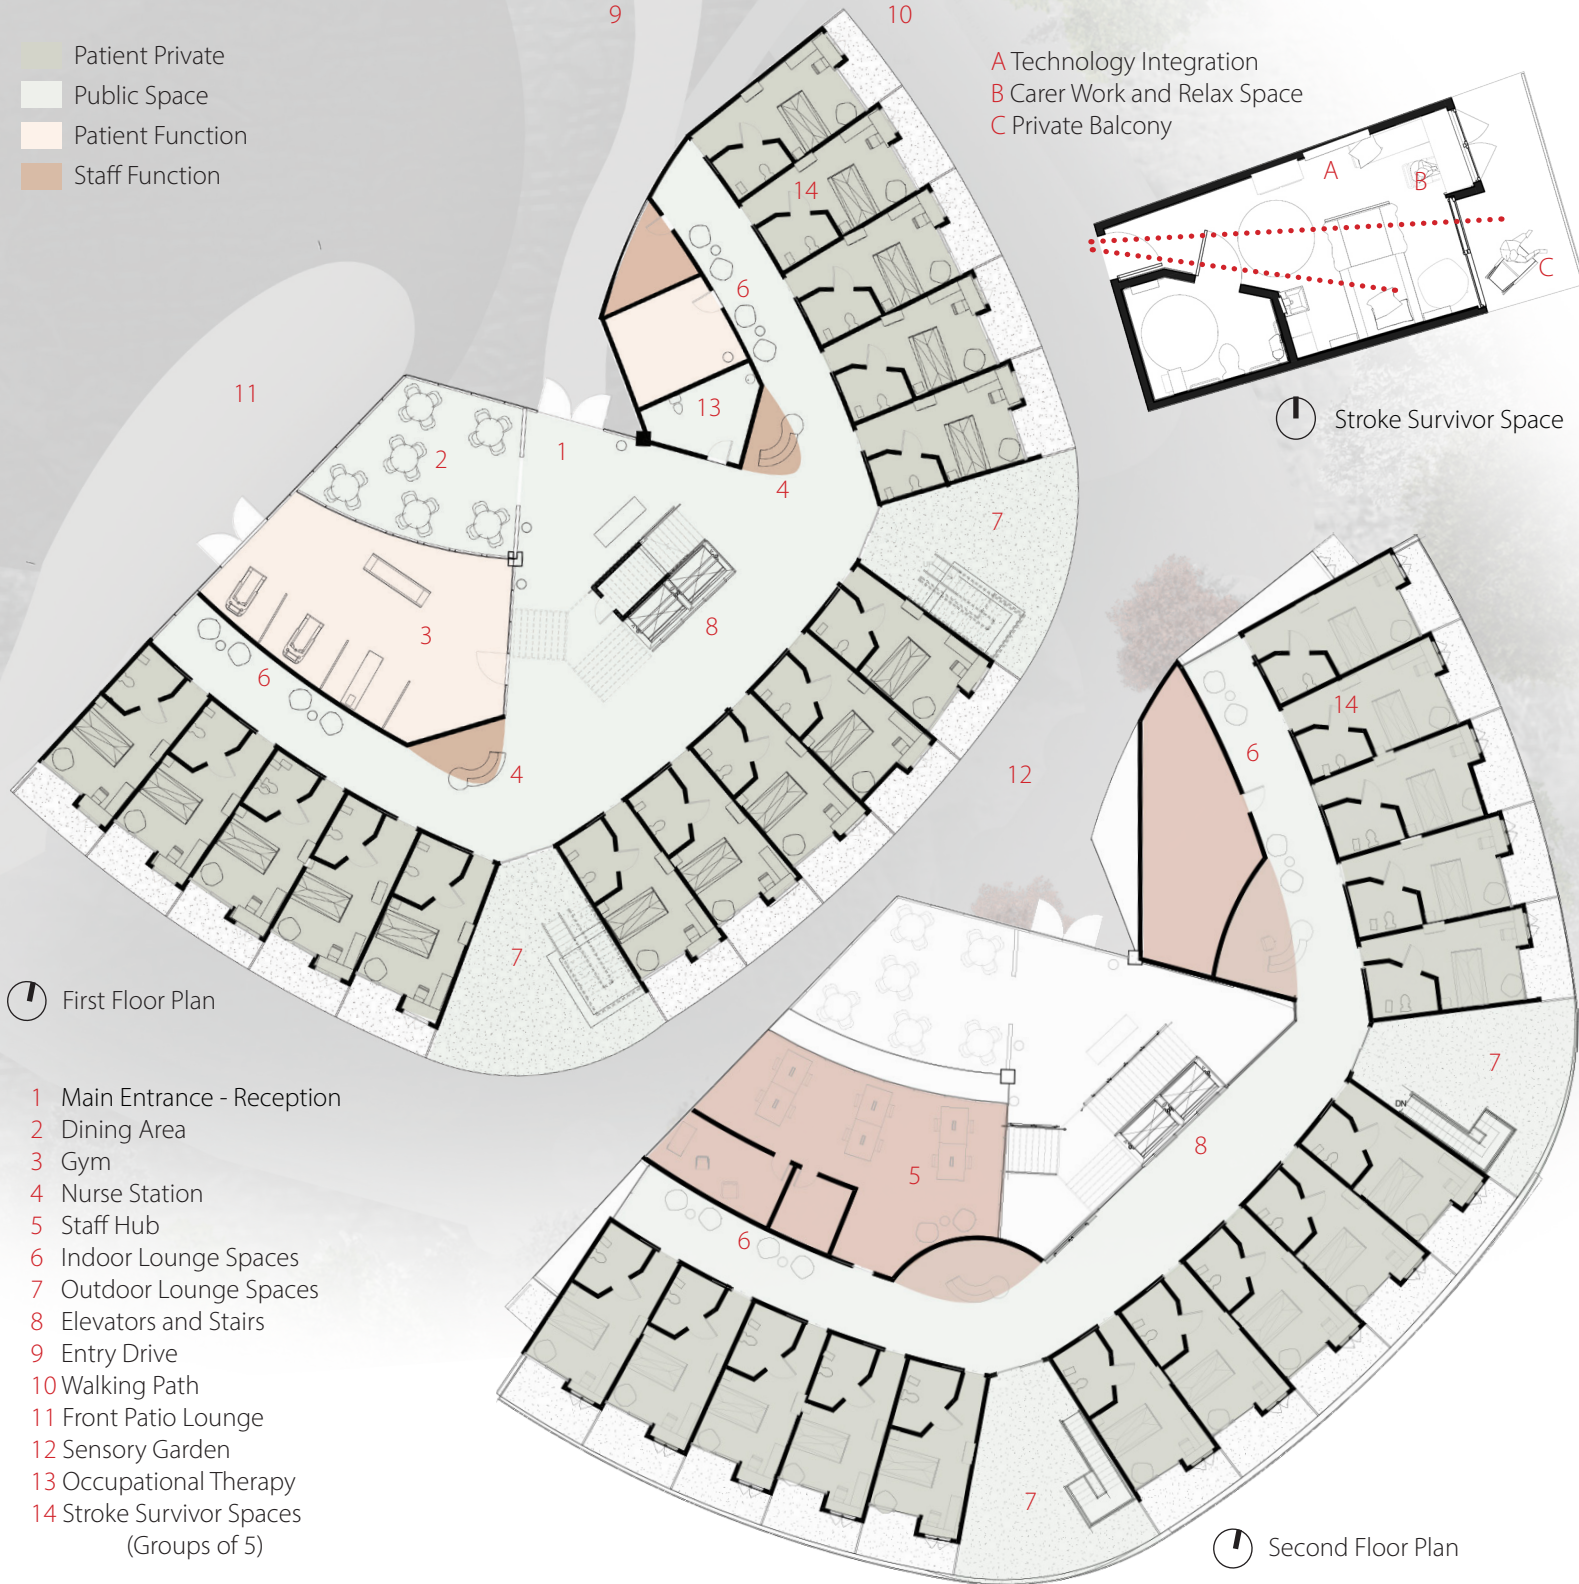 9
10
Patient Private
Public Space
Patient Function
Staff Function
A Technology Integration
B Carer Work and Relax Space
C Private Balcony
A
B
C
Stroke Survivor Space
14
6
11
13
1
2
4
7
3
8
6
4
12
7
First Floor Plan
14
6
7
DN
8
5
6
7
Second Floor Plan
1 Main Entrance - Reception
2 Dining Area
3 Gym
4 Nurse Station
5 Staff Hub
6 Indoor Lounge Spaces
7 Outdoor Lounge Spaces
8 Elevators and Stairs
9 Entry Drive
10 Walking Path
11 Front Patio Lounge
12 Sensory Garden
13 Occupational Therapy
14 Stroke Survivor Spaces
(Groups of 5)